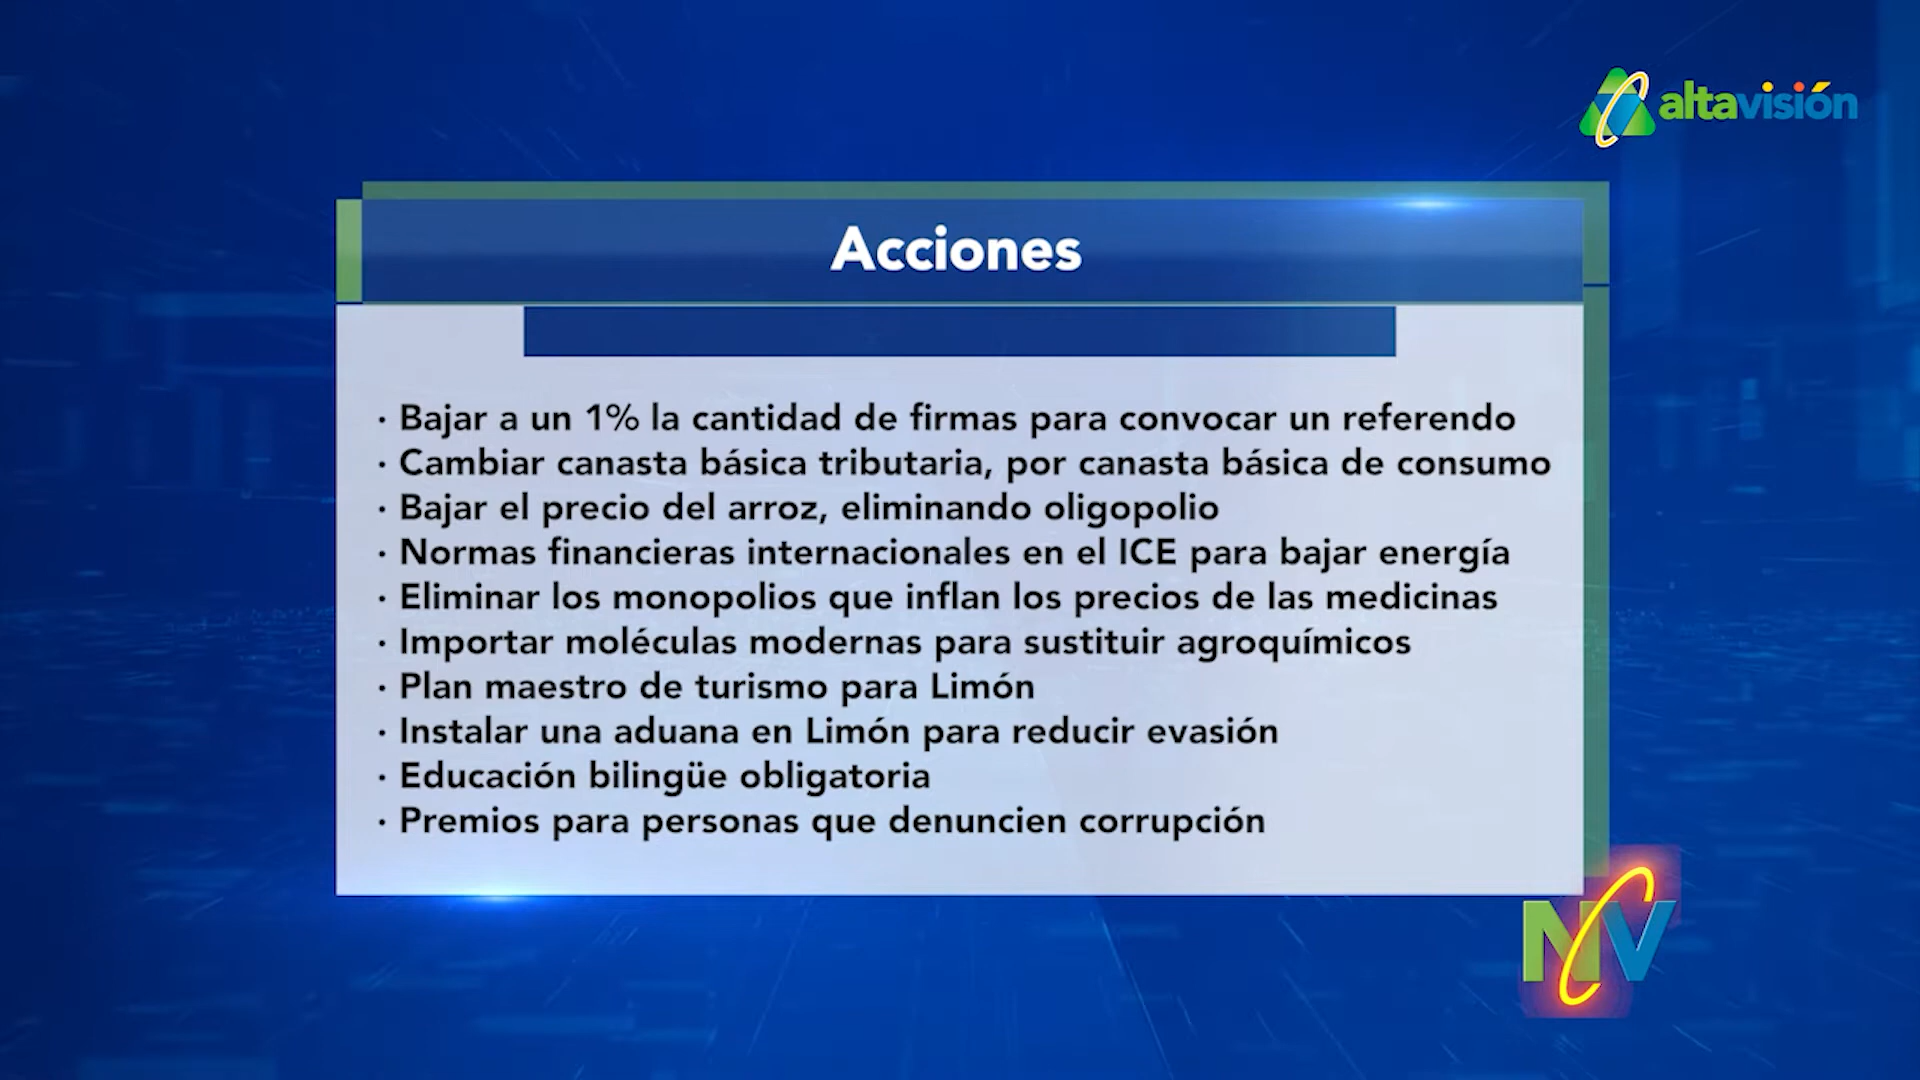 altavisión
Acciones
· Bajar a un 1% la cantidad de firmas para convocar un referendo
· Cambiar canasta básica tributaria, por canasta básica de consumo
· Bajar el precio del arroz, eliminando oligopolio
· Normas financieras internacionales en el ICE para bajar energía
· Eliminar los monopolios que inflan los precios de las medicinas
· Importar moléculas modernas para sustituir agroquímicos
· Plan maestro de turismo para Limón
· Instalar una aduana en Limón para reducir evasión
· Educación bilingüe obligatoria
· Premios para personas que denuncien corrupción
NCV